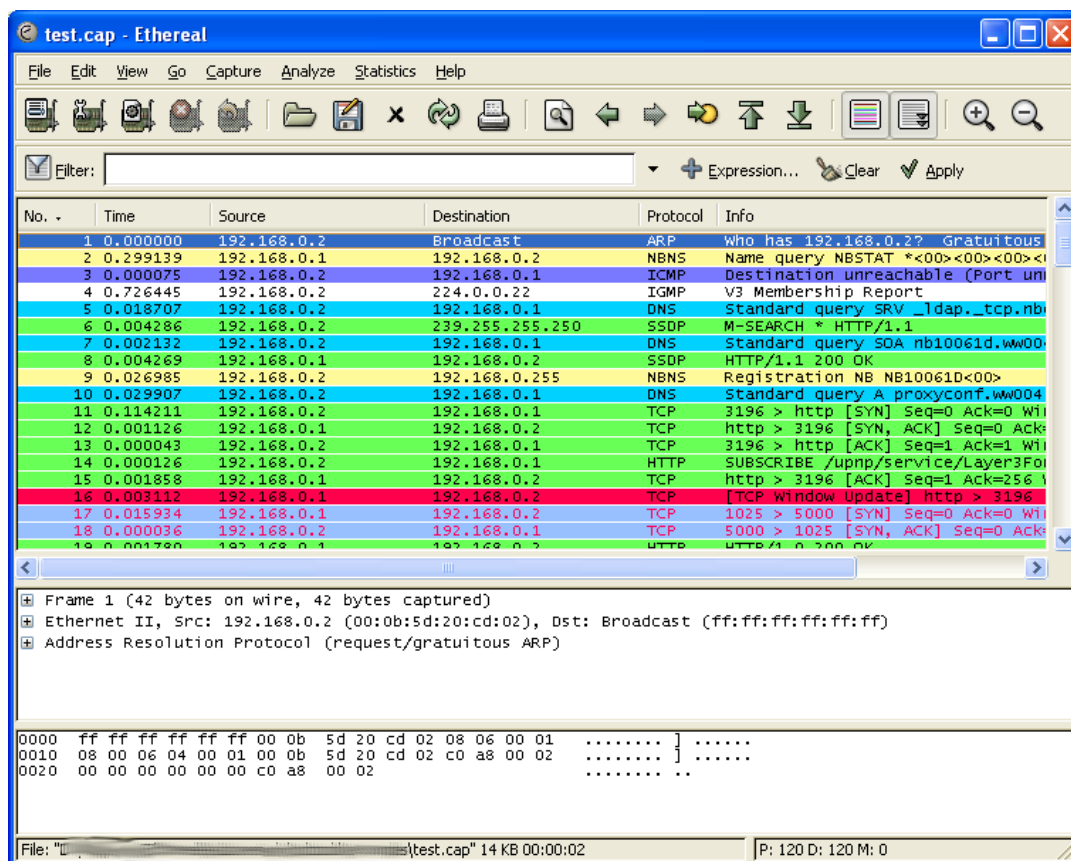 test.cap - Ethereal
File Edit View Go Capture Analyze Statistics Help
Filter: Expression... Clear Apply
No. Time Source Destination Protocol Info
1 0.000000 192.168.0.2 Broadcast ARP Who has 192.168.0.2? Gratuitous
2 0.299139 192.168.0.1 192.168.0.2 NBNS Name query NBSTAT *<00><00><00><
3 0.000075 192.168.0.2 192.168.0.1 ICMP Destination unreachable (Port un
4 0.726445 192.168.0.2 224.0.0.22 IGMP V3 Membership Report
5 0.018707 192.168.0.2 192.168.0.1 DNS Standard query SRV _ldap._tcp.nb
6 0.004286 192.168.0.2 239.255.255.250 SSDP M-SEARCH * HTTP/1.1
7 0.002132 192.168.0.2 192.168.0.1 DNS Standard query SOA nb10061d.ww00
8 0.004269 192.168.0.1 192.168.0.2 SSDP HTTP/1.1 200 OK
9 0.026985 192.168.0.2 192.168.0.255 NBNS Registration NB NB10061D<00>
10 0.029907 192.168.0.2 192.168.0.1 DNS Standard query A proxyconf.ww004
11 0.114211 192.168.0.2 192.168.0.1 TCP 3196 > http [SYN] Seq=0 Ack=0 Wi
12 0.001126 192.168.0.1 192.168.0.2 TCP http > 3196 [SYN, ACK] Seq=0 Ack
13 0.000043 192.168.0.2 192.168.0.1 TCP 3196 > http [ACK] Seq=1 Ack=1 Wi
14 0.000126 192.168.0.2 192.168.0.1 HTTP SUBSCRIBE /upnp/service/Layer3Fo
15 0.001858 192.168.0.1 192.168.0.2 TCP http > 3196 [ACK] Seq=1 Ack=256
16 0.003112 192.168.0.1 192.168.0.2 TCP [TCP Window Update] http > 3196
17 0.015934 192.168.0.1 192.168.0.2 TCP 1025 > 5000 [SYN] Seq=0 Ack=0 Wi
18 0.000036 192.168.0.2 192.168.0.1 TCP 5000 > 1025 [SYN, ACK] Seq=0 Ack
19 0.001780 192.168.0.1 192.168.0.2 HTTP HTTP/1.0 200 OK
Frame 1 (42 bytes on wire, 42 bytes captured)
Ethernet II, Src: 192.168.0.2 (00:0b:5d:20:cd:02), Dst: Broadcast (ff:ff:ff:ff:ff:ff)
Address Resolution Protocol (request/gratuitous ARP)
0000 ff ff ff ff ff ff 00 0b 5d 20 cd 02 08 06 00 01 ........ ] ......
0010 08 00 06 04 00 01 00 0b 5d 20 cd 02 c0 a8 00 02 ........ ] ......
0020 00 00 00 00 00 00 c0 a8 00 02 ........ ..
File: "D s\test.cap" 14 KB 00:00:02 P: 120 D: 120 M: 0